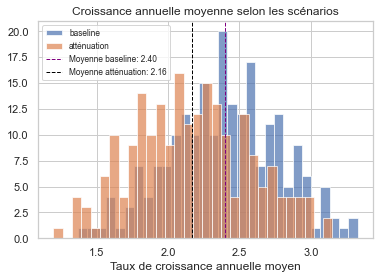 Croissance annuelle moyenne selon les scénarios
baseline
atténuation
Moyenne baseline: 2.40
Moyenne atténuation: 2.16
20.0
17.5
15.0
12.5
10.0
7.5
5.0
2.5
0.0
1.5 2.0 2.5 3.0
Taux de croissance annuelle moyen